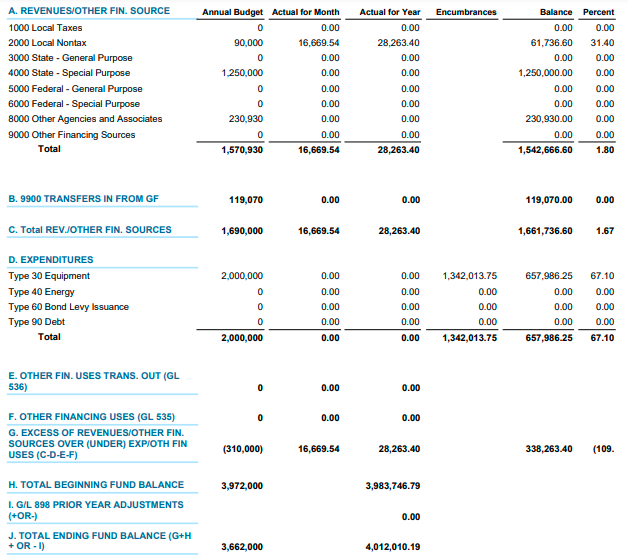 A. REVENUES/OTHER FIN. SOURCE Annual Budget Actual for Month Actual for Year Encumbrances Balance Percent
1000 Local Taxes 0 0.00 0.00 0.00 0.00
2000 Local Nontax 90,000 16,669.54 28,263.40 61,736.60 31.40
3000 State - General Purpose 0 0.00 0.00 0.00 0.00
4000 State - Special Purpose 1,250,000 0.00 0.00 1,250,000.00 0.00
5000 Federal - General Purpose 0 0.00 0.00 0.00 0.00
6000 Federal - Special Purpose 0 0.00 0.00 0.00 0.00
8000 Other Agencies and Associates 230,930 0.00 0.00 230,930.00 0.00
9000 Other Financing Sources 0 0.00 0.00 0.00 0.00
Total 1,570,930 16,669.54 28,263.40 1,542,666.60 1.80
B. 9900 TRANSFERS IN FROM GF 119,070 0.00 0.00 119,070.00 0.00
C. Total REV./OTHER FIN. SOURCES 1,690,000 16,669.54 28,263.40 1,661,736.60 1.67
D. EXPENDITURES
Type 30 Equipment 2,000,000 0.00 0.00 1,342,013.75 657,986.25 67.10
Type 40 Energy 0 0.00 0.00 0.00 0.00 0.00
Type 60 Bond Levy Issuance 0 0.00 0.00 0.00 0.00 0.00
Type 90 Debt 0 0.00 0.00 0.00 0.00 0.00
Total 2,000,000 0.00 0.00 1,342,013.75 657,986.25 67.10
E. OTHER FIN. USES TRANS. OUT (GL
536) 0 0.00 0.00
F. OTHER FINANCING USES (GL 535) 0 0.00 0.00
G. EXCESS OF REVENUES/OTHER FIN.
SOURCES OVER (UNDER) EXP/OTH FIN
USES (C-D-E-F) (310,000) 16,669.54 28,263.40 338,263.40 (109.
H. TOTAL BEGINNING FUND BALANCE 3,972,000 3,983,746.79
I. G/L 898 PRIOR YEAR ADJUSTMENTS
(+OR-) 0.00
J. TOTAL ENDING FUND BALANCE (G+H
+ OR - I) 3,662,000 4,012,010.19